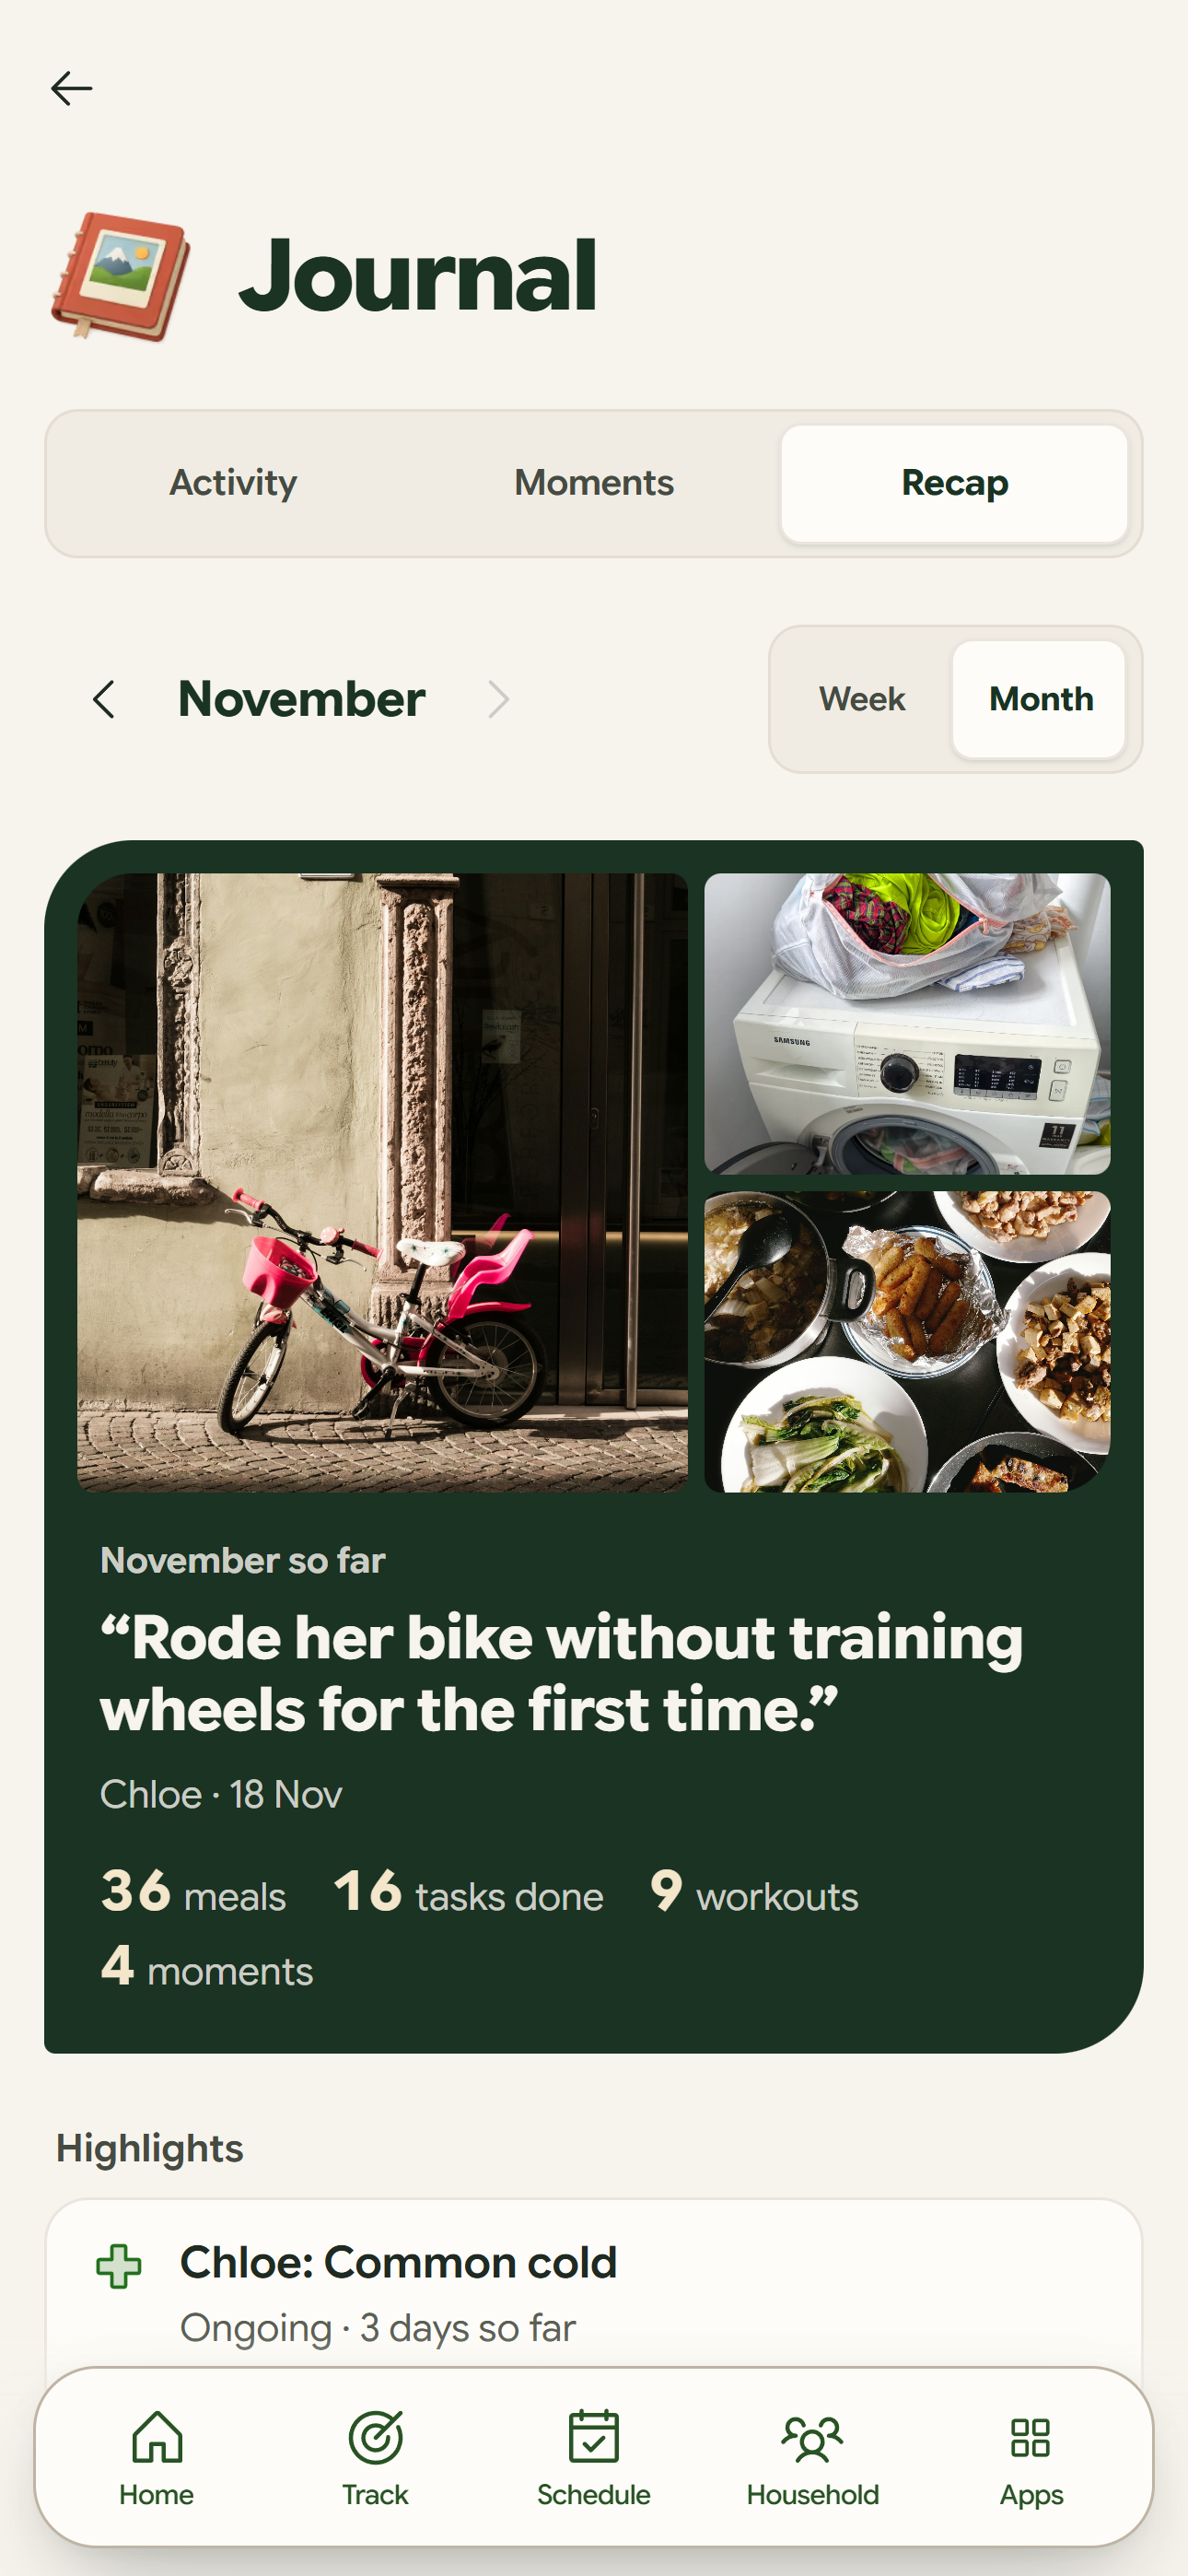 Journal
Activity
Moments
Recap
November
Week
Month
SAMSUNG
November so far
“Rode her bike without training
wheels for the first time.”
Chloe · 18 Nov
36 meals 16 tasks done 9 workouts
4 moments
Highlights
Chloe: Common cold
Ongoing · 3 days so far
Home
Track
Schedule
Household
Apps